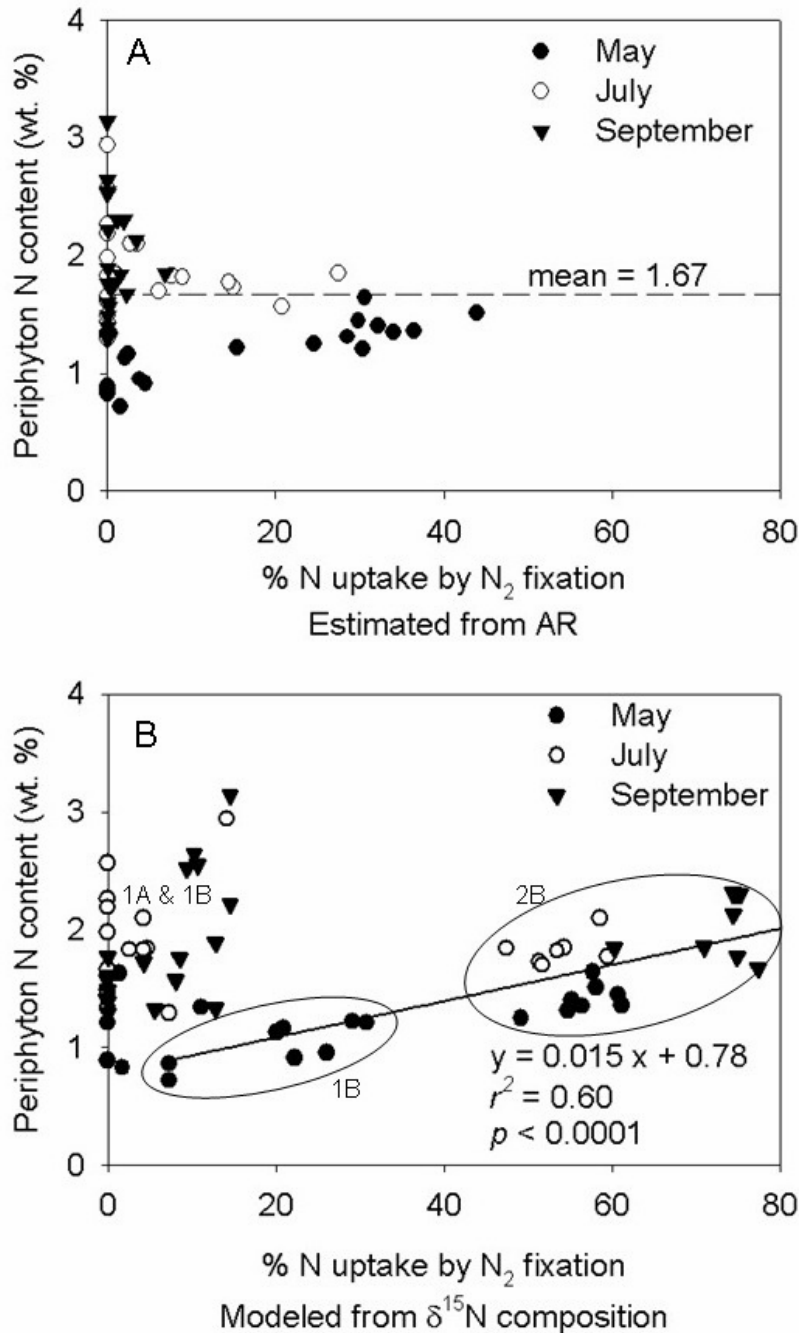 4
A
May
July
September
3
2
mean = 1.67
1
0
Periphyton N content (wt. %)
0 20 40 60 80
% N uptake by N₂ fixation
Estimated from AR
4
B
May
July
September
3
1A & 1B
2B
2
1
1B
y = 0.015 x + 0.78
r² = 0.60
p < 0.0001
0
Periphyton N content (wt. %)
0 20 40 60 80
% N uptake by N₂ fixation
Modeled from δ¹⁵N composition